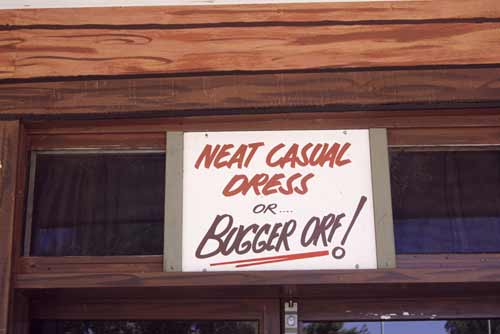 NEAT CASUAL
DRESS
OR....
BUGGER ORF!